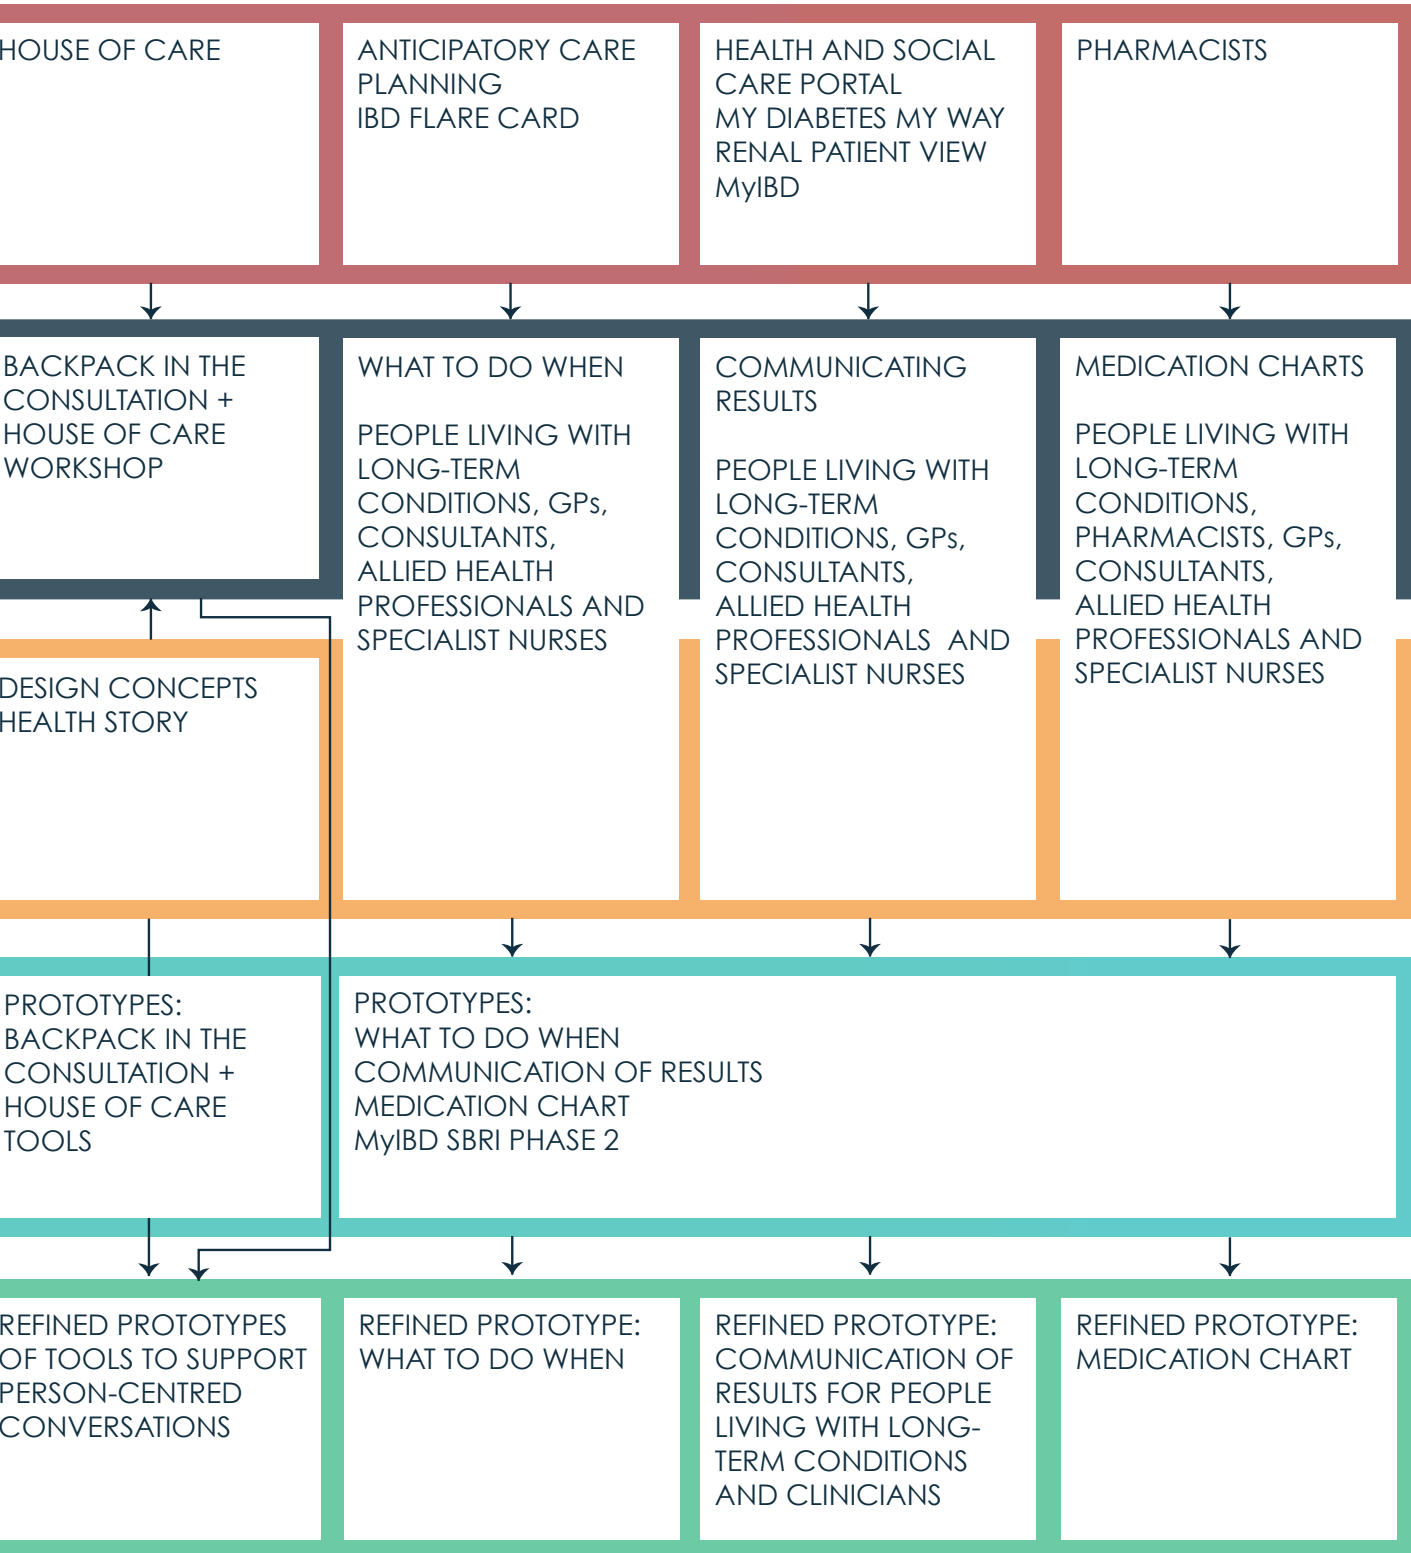 HOUSE OF CARE
ANTICIPATORY CARE
PLANNING
IBD FLARE CARD
HEALTH AND SOCIAL
CARE PORTAL
MY DIABETES MY WAY
RENAL PATIENT VIEW
MyIBD
PHARMACISTS
BACKPACK IN THE
CONSULTATION +
HOUSE OF CARE
WORKSHOP
WHAT TO DO WHEN
PEOPLE LIVING WITH
LONG-TERM
CONDITIONS, GPs,
CONSULTANTS,
ALLIED HEALTH
PROFESSIONALS AND
SPECIALIST NURSES
COMMUNICATING
RESULTS
PEOPLE LIVING WITH
LONG-TERM
CONDITIONS, GPs,
CONSULTANTS,
ALLIED HEALTH
PROFESSIONALS  AND
SPECIALIST NURSES
MEDICATION CHARTS
PEOPLE LIVING WITH
LONG-TERM
CONDITIONS,
PHARMACISTS, GPs,
CONSULTANTS,
ALLIED HEALTH
PROFESSIONALS AND
SPECIALIST NURSES
DESIGN CONCEPTS
HEALTH STORY
PROTOTYPES:
BACKPACK IN THE
CONSULTATION +
HOUSE OF CARE
TOOLS
PROTOTYPES:
WHAT TO DO WHEN
COMMUNICATION OF RESULTS
MEDICATION CHART
MyIBD SBRI PHASE 2
REFINED PROTOTYPES
OF TOOLS TO SUPPORT
PERSON-CENTRED
CONVERSATIONS
REFINED PROTOTYPE:
WHAT TO DO WHEN
REFINED PROTOTYPE:
COMMUNICATION OF
RESULTS FOR PEOPLE
LIVING WITH LONG-
TERM CONDITIONS
AND CLINICIANS
REFINED PROTOTYPE:
MEDICATION CHART